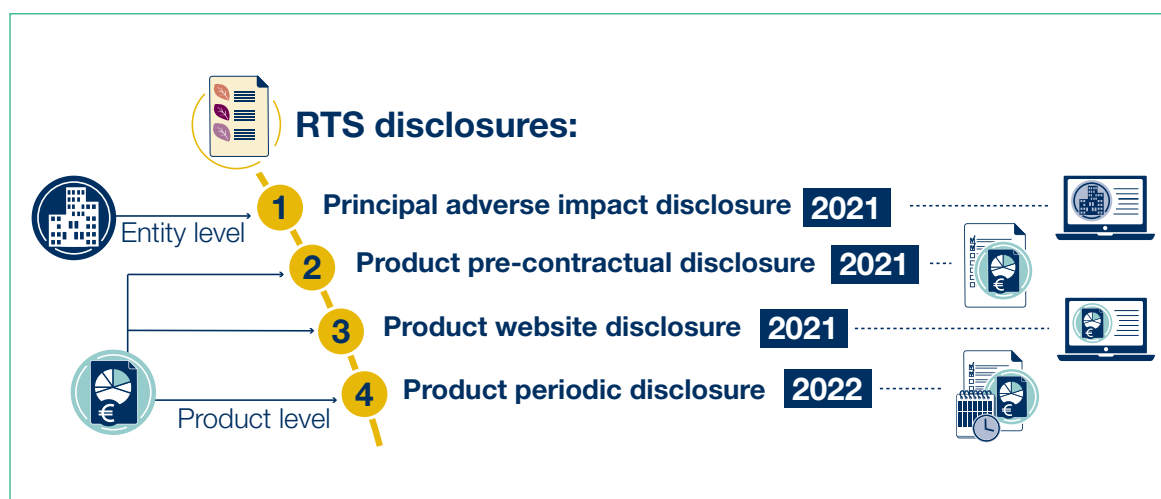 RTS disclosures:
1 Principal adverse impact disclosure 2021
Entity level
2 Product pre-contractual disclosure 2021
3 Product website disclosure 2021
4 Product periodic disclosure 2022
Product level
€
€
€
€